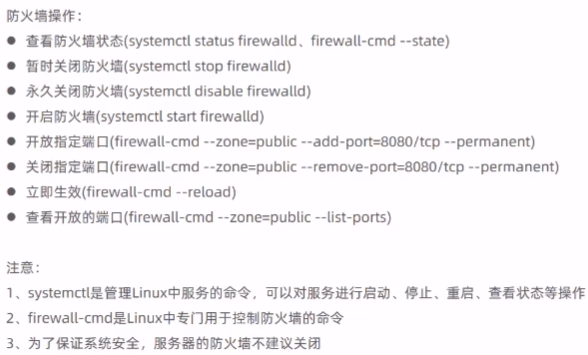 防火墙操作：
● 查看防火墙状态(systemctl status firewalld、firewall-cmd --state)
● 暂时关闭防火墙(systemctl stop firewalld)
● 永久关闭防火墙(systemctl disable firewalld)
● 开启防火墙(systemctl start firewalld)
● 开放指定端口(firewall-cmd --zone=public --add-port=8080/tcp --permanent)
● 关闭指定端口(firewall-cmd --zone=public --remove-port=8080/tcp --permanent)
● 立即生效(firewall-cmd --reload)
● 查看开放的端口(firewall-cmd --zone=public --list-ports)
注意：
1、systemctl是管理Linux中服务的命令，可以对服务进行启动、停止、重启、查看状态等操作
2、firewall-cmd是Linux中专门用于控制防火墙的命令
3、为了保证系统安全，服务器的防火墙不建议关闭